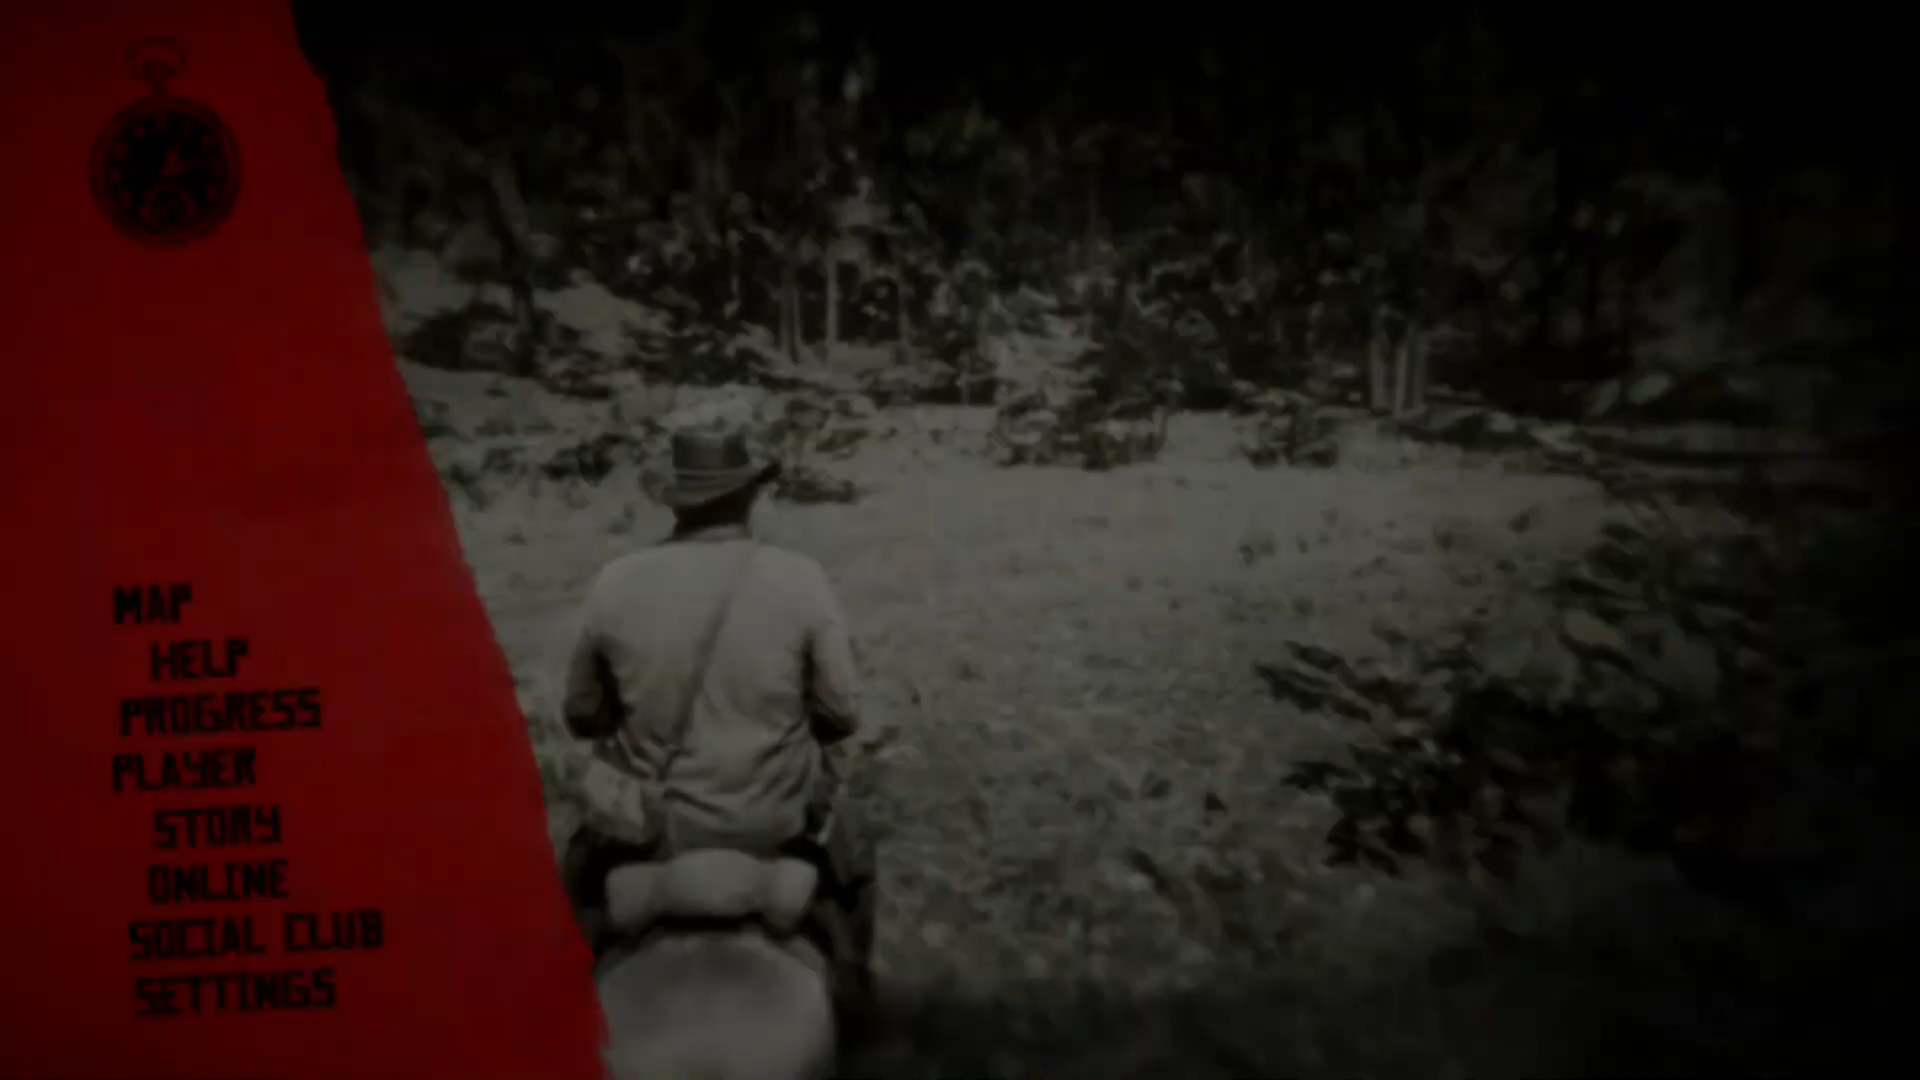 MAP
HELP
PROGRESS
PLAYER
STORY
ONLINE
SOCIAL CLUB
SETTINGS